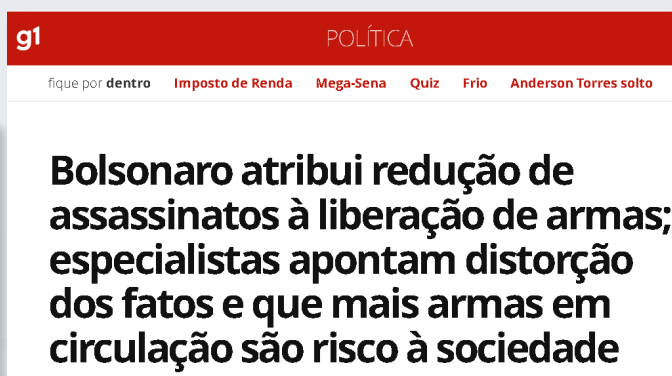 g1 POLÍTICA
fique por dentro Imposto de Renda Mega-Sena Quiz Frio Anderson Torres solto
Bolsonaro atribui redução de
assassinatos à liberação de armas;
especialistas apontam distorção
dos fatos e que mais armas em
circulação são risco à sociedade